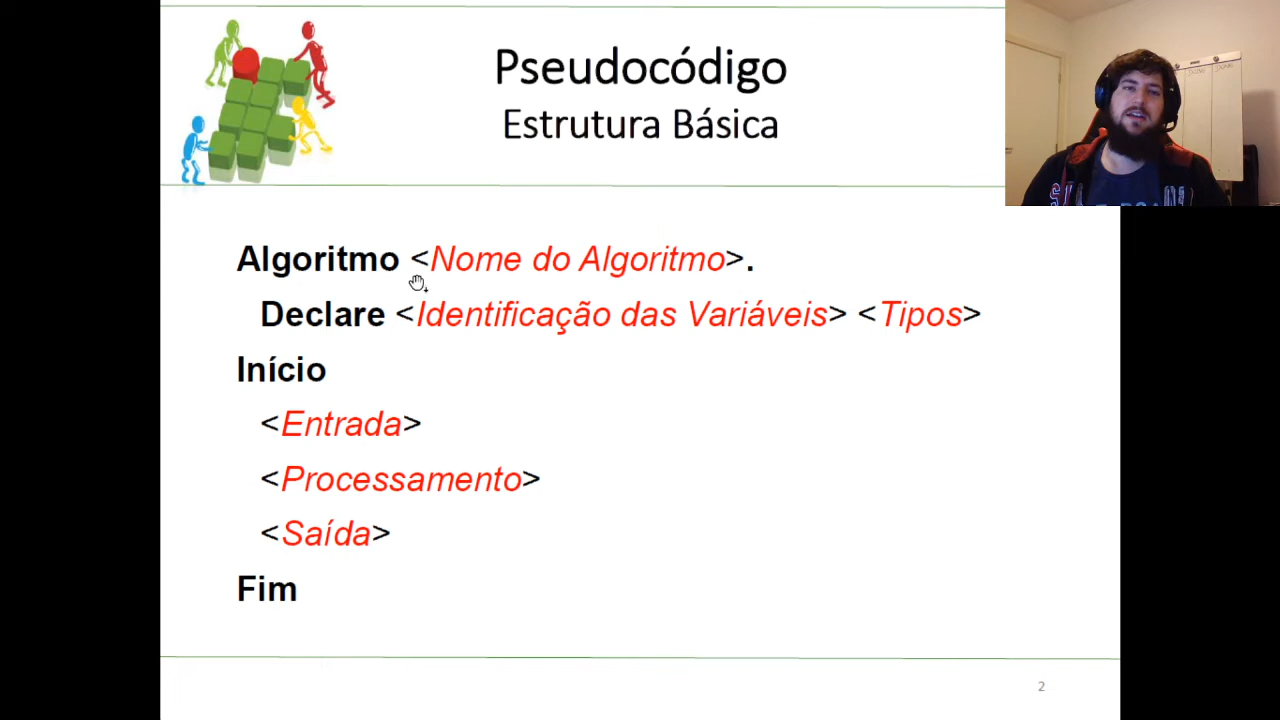 Pseudocódigo
Estrutura Básica
Algoritmo <Nome do Algoritmo>.
Declare <Identificação das Variáveis> <Tipos>
Início
<Entrada>
<Processamento>
<Saída>
Fim
2